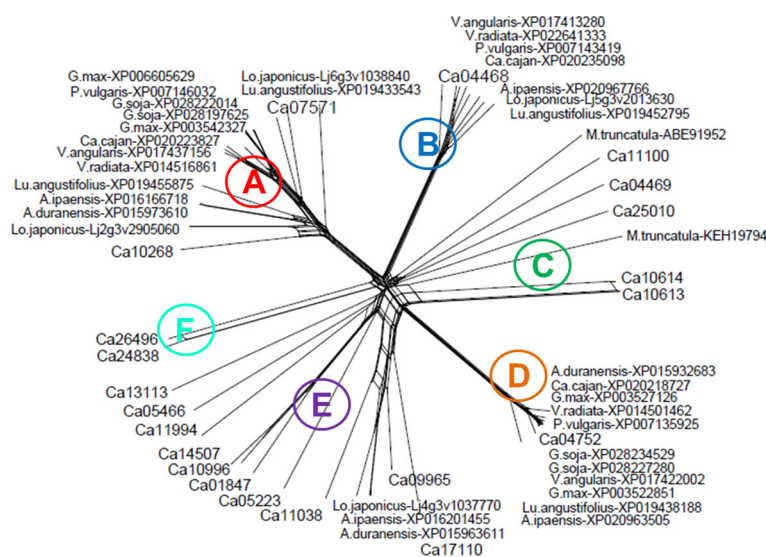 V.angularis-XP017413280
V.radiata-XP022641333
P.vulgaris-XP007143419
Ca.cajan-XP020235098
Ca04468
A.ipaensis-XP020967766
Lo.japonicus-Lj5g3v2013630
Lu.angustifolius-XP019452795
B
G.max-XP006605629
P.vulgaris-XP007146032
G.soja-XP028222014
G.soja-XP028197625
G.max-XP003542327
Ca.cajan-XP020223827
V.angularis-XP017437156
V.radiata-XP014516861
Lu.angustifolius-XP019455875
A.ipaensis-XP016166718
A.duranensis-XP015973610
Lo.japonicus-Lj2g3v2905060
Ca10268
Lo.japonicus-Lj6g3v1038840
Lu.angustifolius-XP019433543
Ca07571
A
M.truncatula-ABE91952
Ca11100
Ca04469
Ca25010
M.truncatula-KEH19794
C
Ca10614
Ca10613
D
A.duranensis-XP015932683
Ca.cajan-XP020218727
G.max-XP003527126
V.radiata-XP014501462
P.vulgaris-XP007135925
Ca04752
G.soja-XP028234529
G.soja-XP028227280
V.angularis-XP017422002
G.max-XP003522851
Lu.angustifolius-XP019438188
A.ipaensis-XP020963505
F
Ca26496
Ca24838
Ca13113
Ca05466
Ca11994
E
Ca14507
Ca10996
Ca01847
Ca05223
Ca11038
Ca09965
Lo.japonicus-Lj4g3v1037770
A.ipaensis-XP016201455
A.duranensis-XP015963611
Ca17110